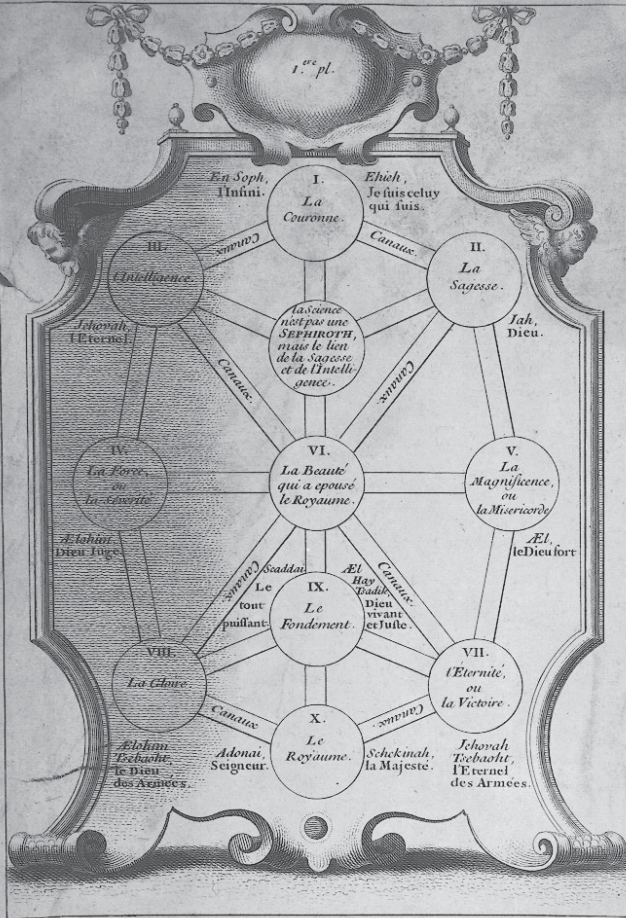 1.ere pl.
En Soph,
l'Infini.
I.
La
Couronne.
Ehieh,
Je suis celuy
qui suis.
Canaux
Canaux.
III.
l'Intelligence.
II.
La
Sagesse.
la Science
n'est pas une
SEPHIROTH,
mais le lien
de la Sagesse
et de l'Intelli-
gence.
Jehovah,
l'Eternel.
Jah,
Dieu.
Canaux.
Canaux.
IV.
La Force,
ou
la Séverité
VI.
La Beauté
qui a epousé
le Royaume.
V.
La
Magnificence,
ou
la Misericorde
Ælohim
Dieu Juge.
Æl,
le Dieu fort
Canaux
Scaddai
Le
tout
puissant.
IX.
Le
Fondement.
Æl
Hay
Tsadik,
Dieu
vivant
et Juste.
Canaux.
VIII.
La Gloire.
VII.
l'Éternité,
ou
la Victoire.
Canaux
Canaux.
Ælohim
Tsebaoht,
le Dieu
des Armées.
Adonai,
Seigneur.
X.
Le
Royaume.
Schekinah,
la Majesté.
Jehovah
Tsebaoht,
l'Eternel
des Armées.